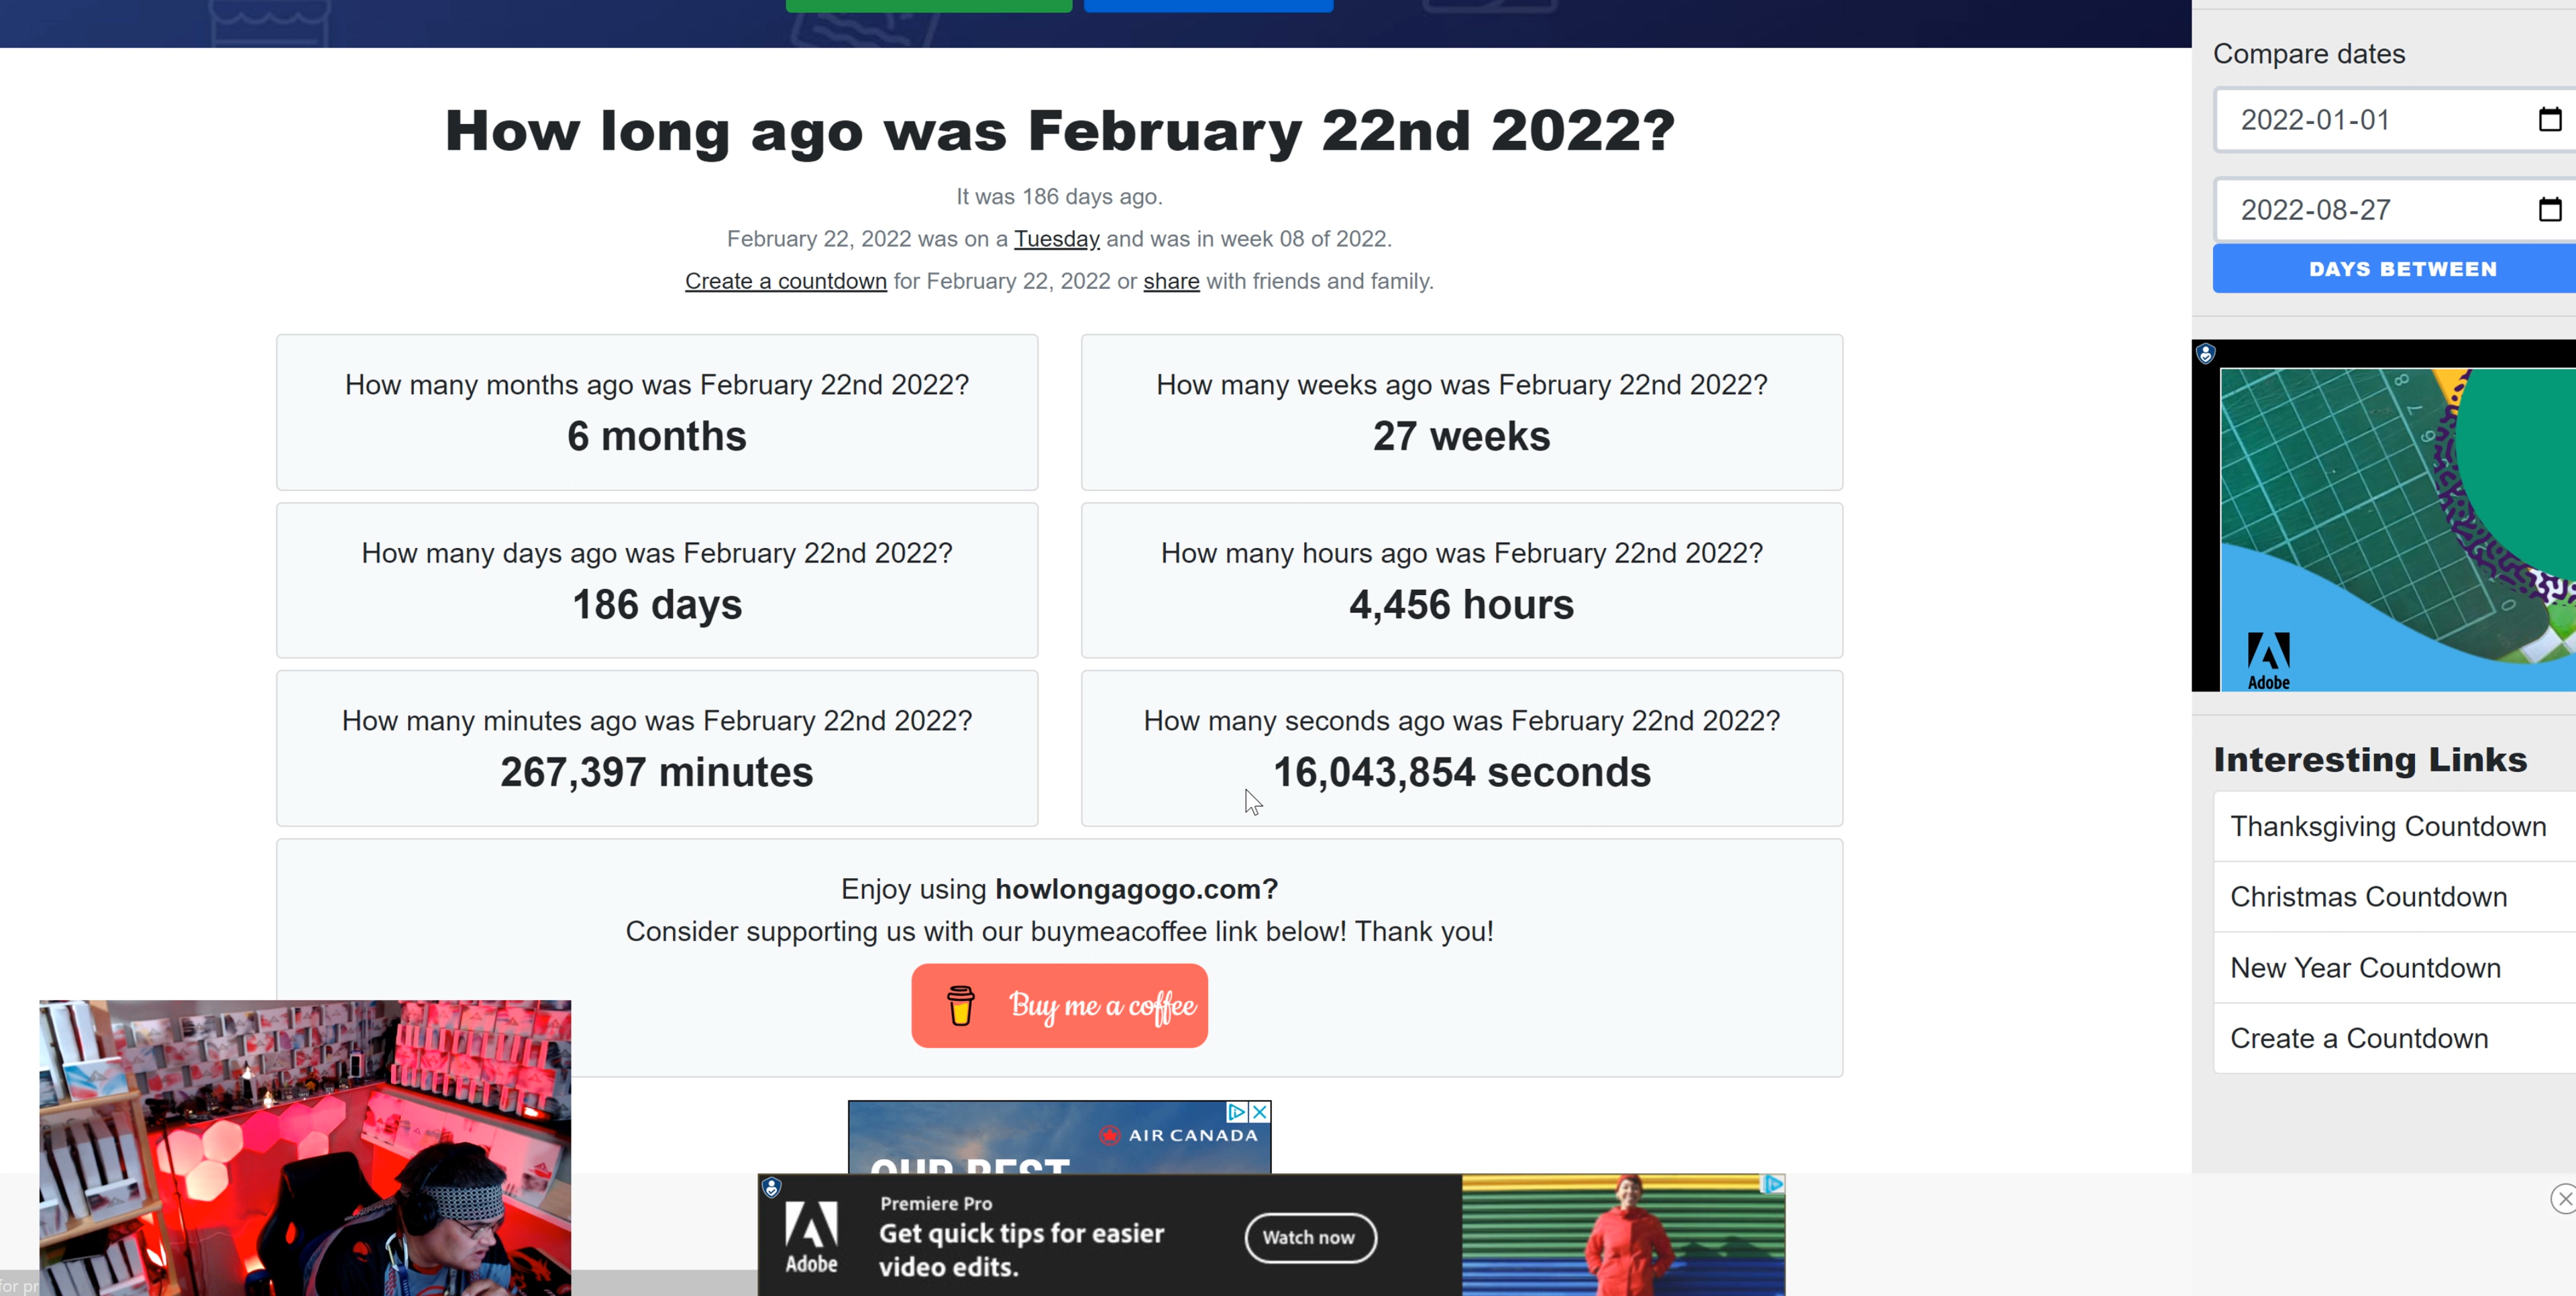 How long ago was February 22nd 2022?
It was 186 days ago.
February 22, 2022 was on a Tuesday and was in week 08 of 2022.
Create a countdown for February 22, 2022 or share with friends and family.
How many months ago was February 22nd 2022?
6 months
How many weeks ago was February 22nd 2022?
27 weeks
How many days ago was February 22nd 2022?
186 days
How many hours ago was February 22nd 2022?
4,456 hours
How many minutes ago was February 22nd 2022?
267,397 minutes
How many seconds ago was February 22nd 2022?
16,043,854 seconds
Enjoy using howlongagogo.com?
Consider supporting us with our buymeacoffee link below! Thank you!
Buy me a coffee
AIR CANADA
OUR BEST
Adobe
Premiere Pro
Get quick tips for easier
video edits.
Watch now
for pr
Compare dates
2022-01-01
2022-08-27
DAYS BETWEEN
8
7
6
0
Adobe
Interesting Links
Thanksgiving Countdown
Christmas Countdown
New Year Countdown
Create a Countdown